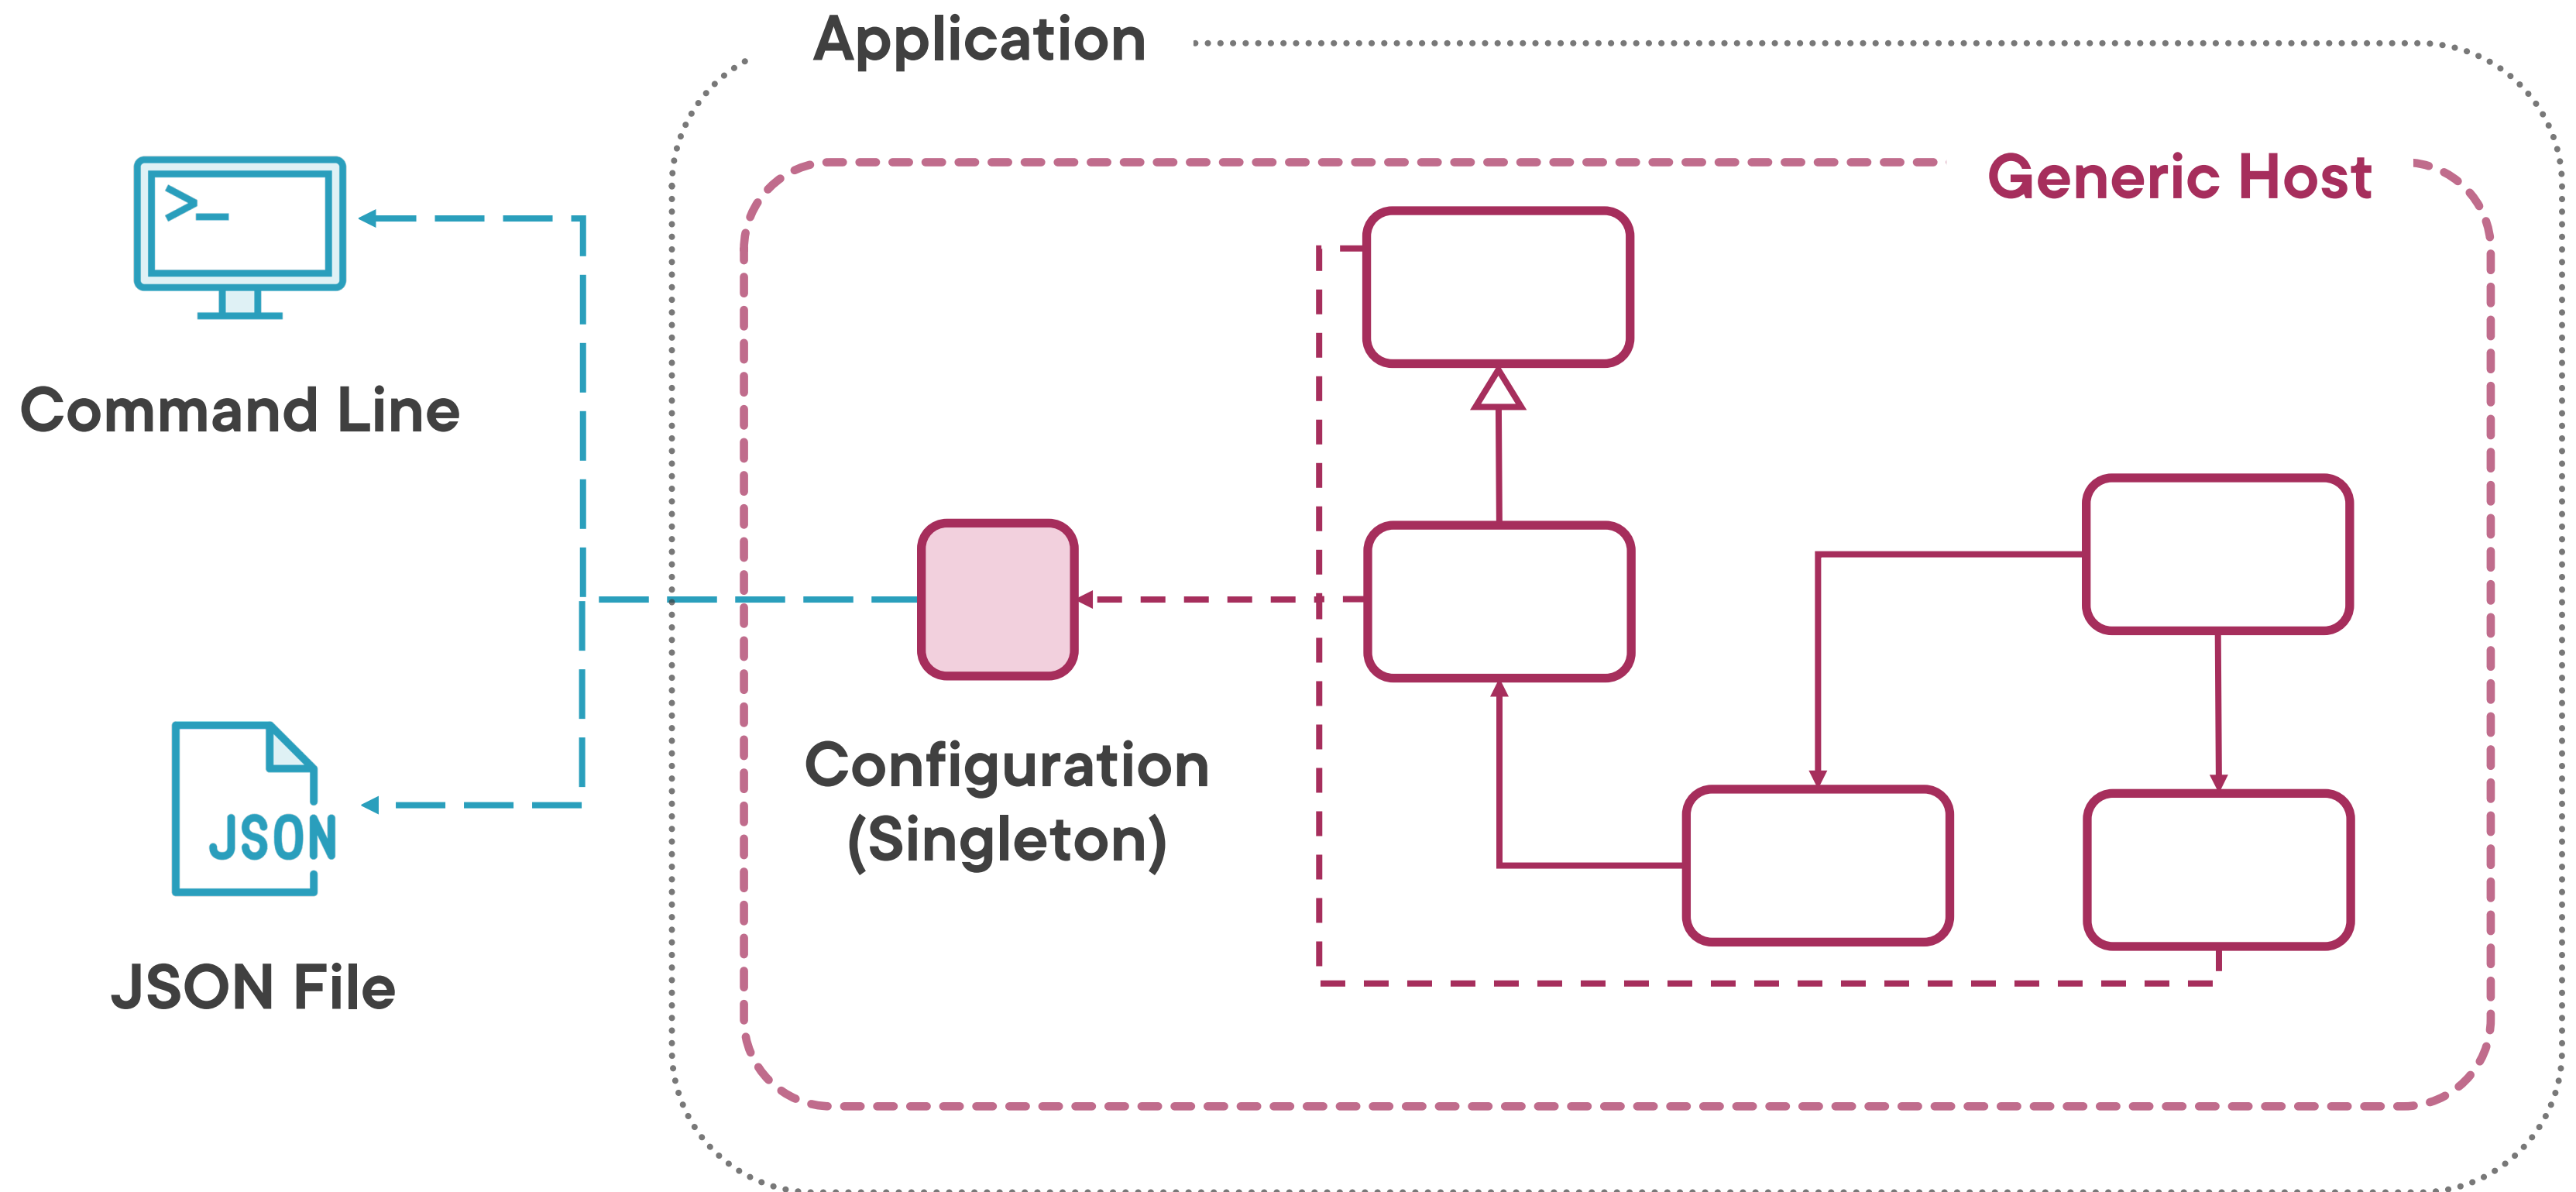 Application
Generic Host
>_
Command Line
Configuration
(Singleton)
JSON
JSON File